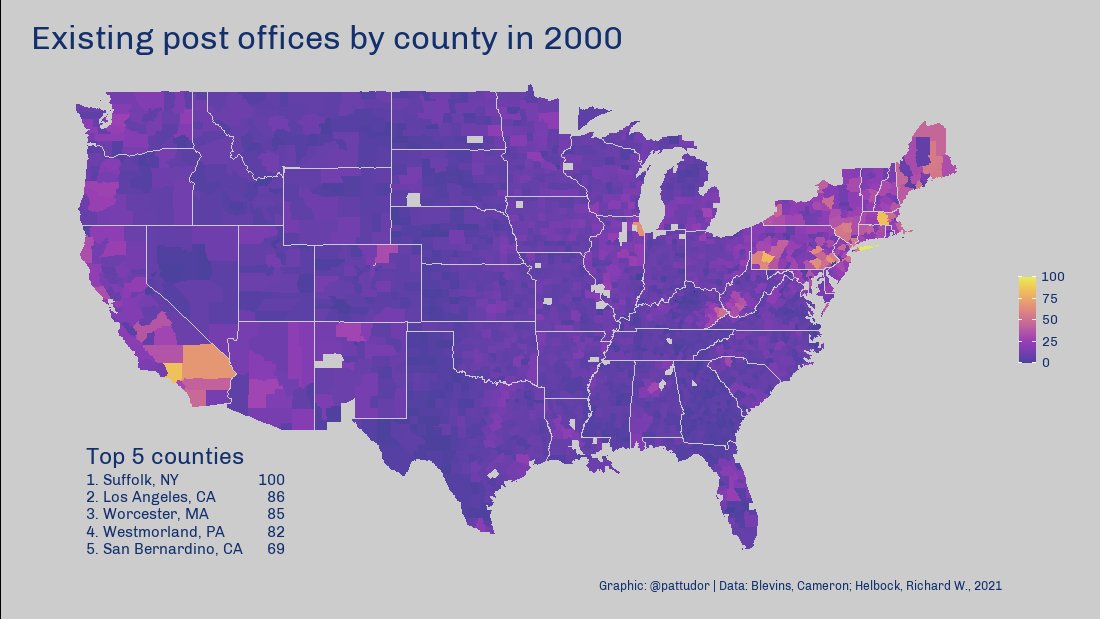 Existing post offices by county in 2000
100
75
50
25
0
Top 5 counties
1. Suffolk, NY 100
2. Los Angeles, CA 86
3. Worcester, MA 85
4. Westmorland, PA 82
5. San Bernardino, CA 69
Graphic: @pattudor | Data: Blevins, Cameron; Helbock, Richard W., 2021